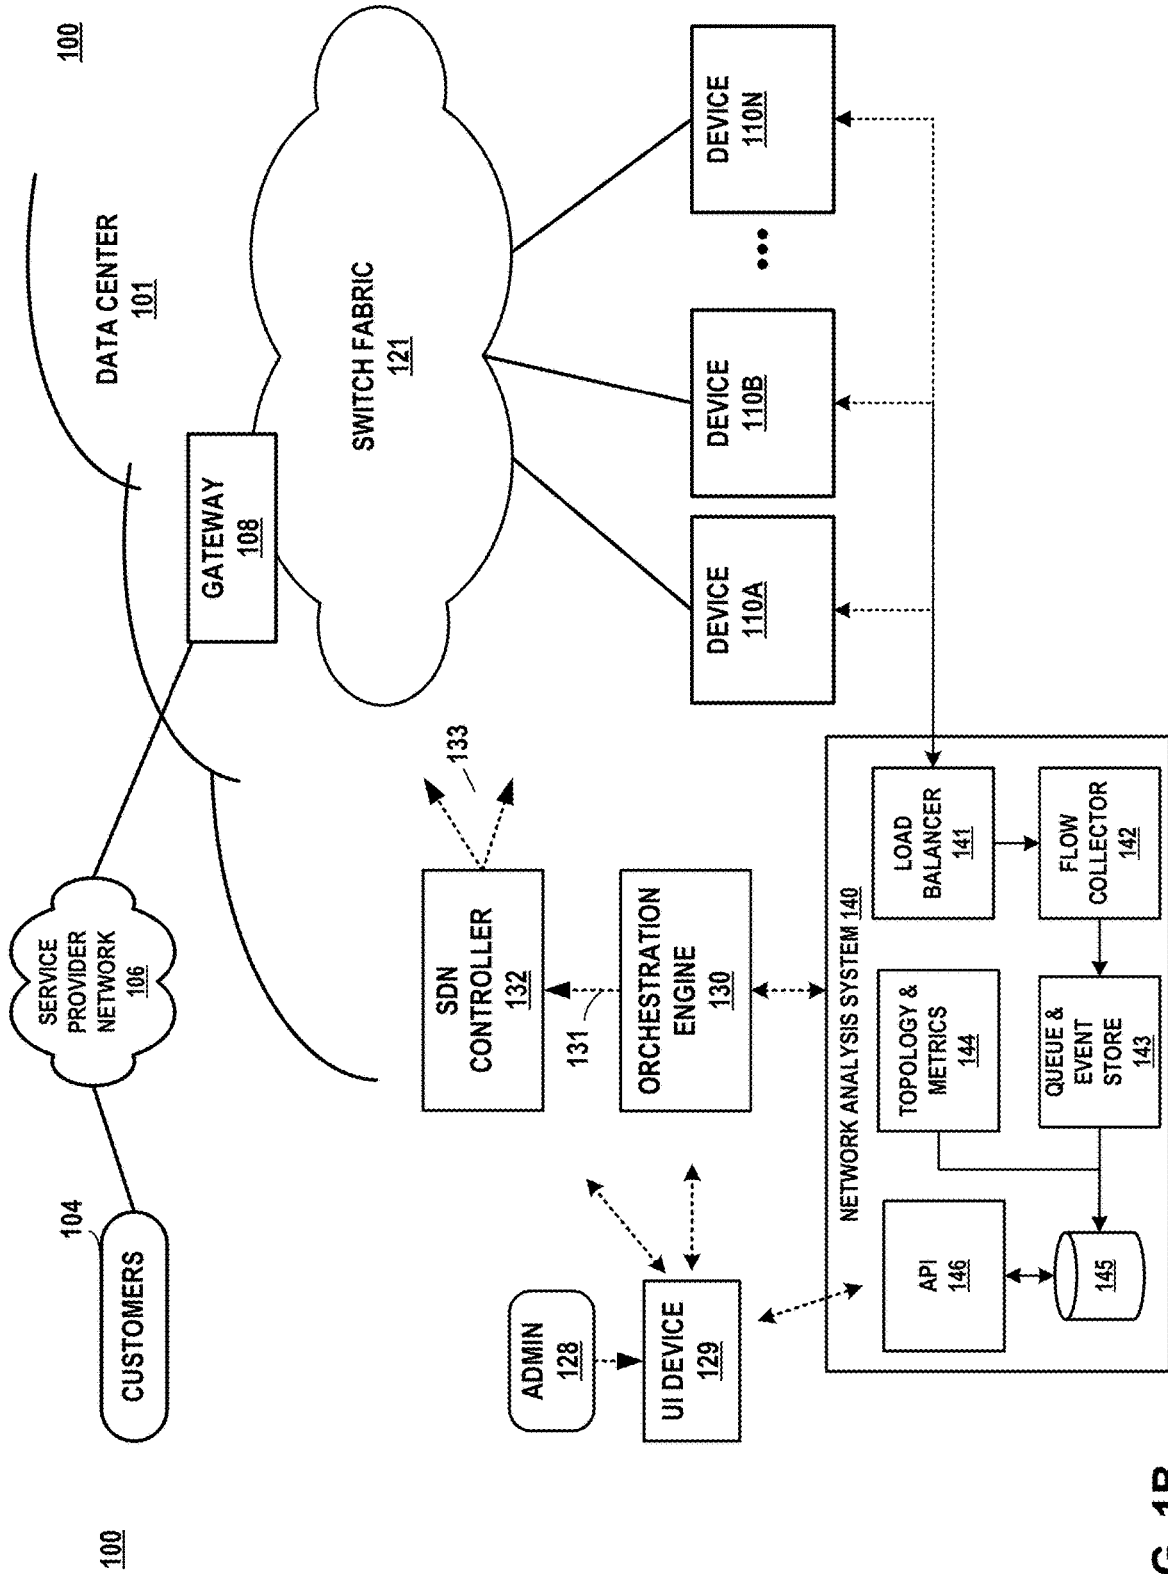 100
100
CUSTOMERS
104
SERVICE
PROVIDER
NETWORK
106
DATA CENTER
101
GATEWAY
108
SWITCH FABRIC
121
ADMIN
128
UI DEVICE
129
SDN
CONTROLLER
132
133
131
ORCHESTRATION
ENGINE
130
DEVICE
110A
DEVICE
110B
•••
DEVICE
110N
NETWORK ANALYSIS SYSTEM 140
API
146
TOPOLOGY &
METRICS
144
LOAD
BALANCER
141
145
QUEUE &
EVENT
STORE
143
FLOW
COLLECTOR
142
G. 1B